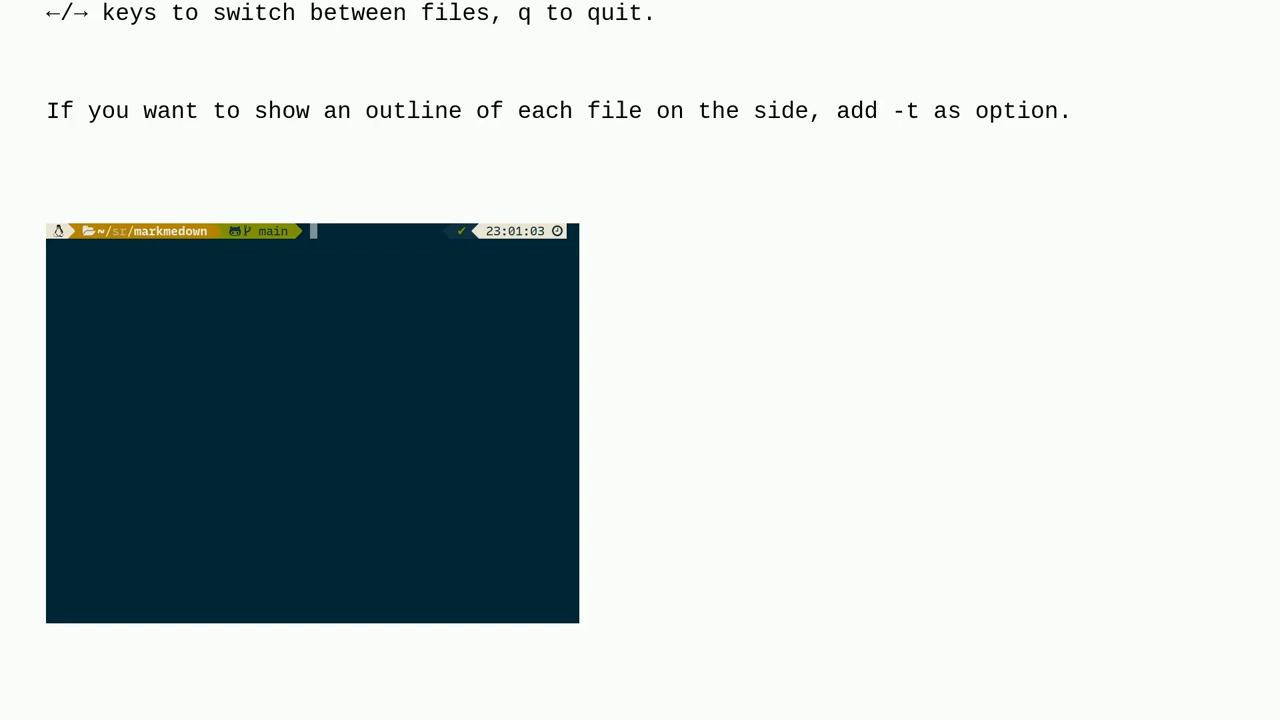 ←/→ keys to switch between files, q to quit.
If you want to show an outline of each file on the side, add -t as option.
~/sr/markmedown main ✔ 23:01:03